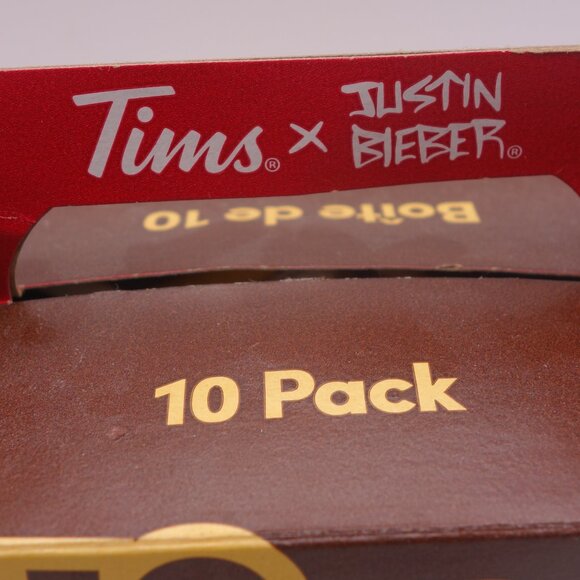 Tims® × JUSTIN BIEBER®
Boîte de 10
10 Pack